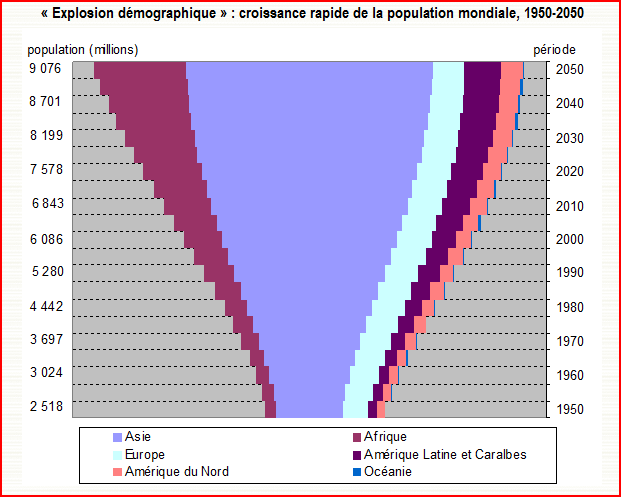 « Explosion démographique » : croissance rapide de la population mondiale, 1950-2050
population (millions) période
9 076 2050
8 701 2040
8 199 2030
7 578 2020
6 843 2010
6 086 2000
5 280 1990
4 442 1980
3 697 1970
3 024 1960
2 518 1950
Asie Afrique
Europe Amérique Latine et Caralbes
Amérique du Nord Océanie